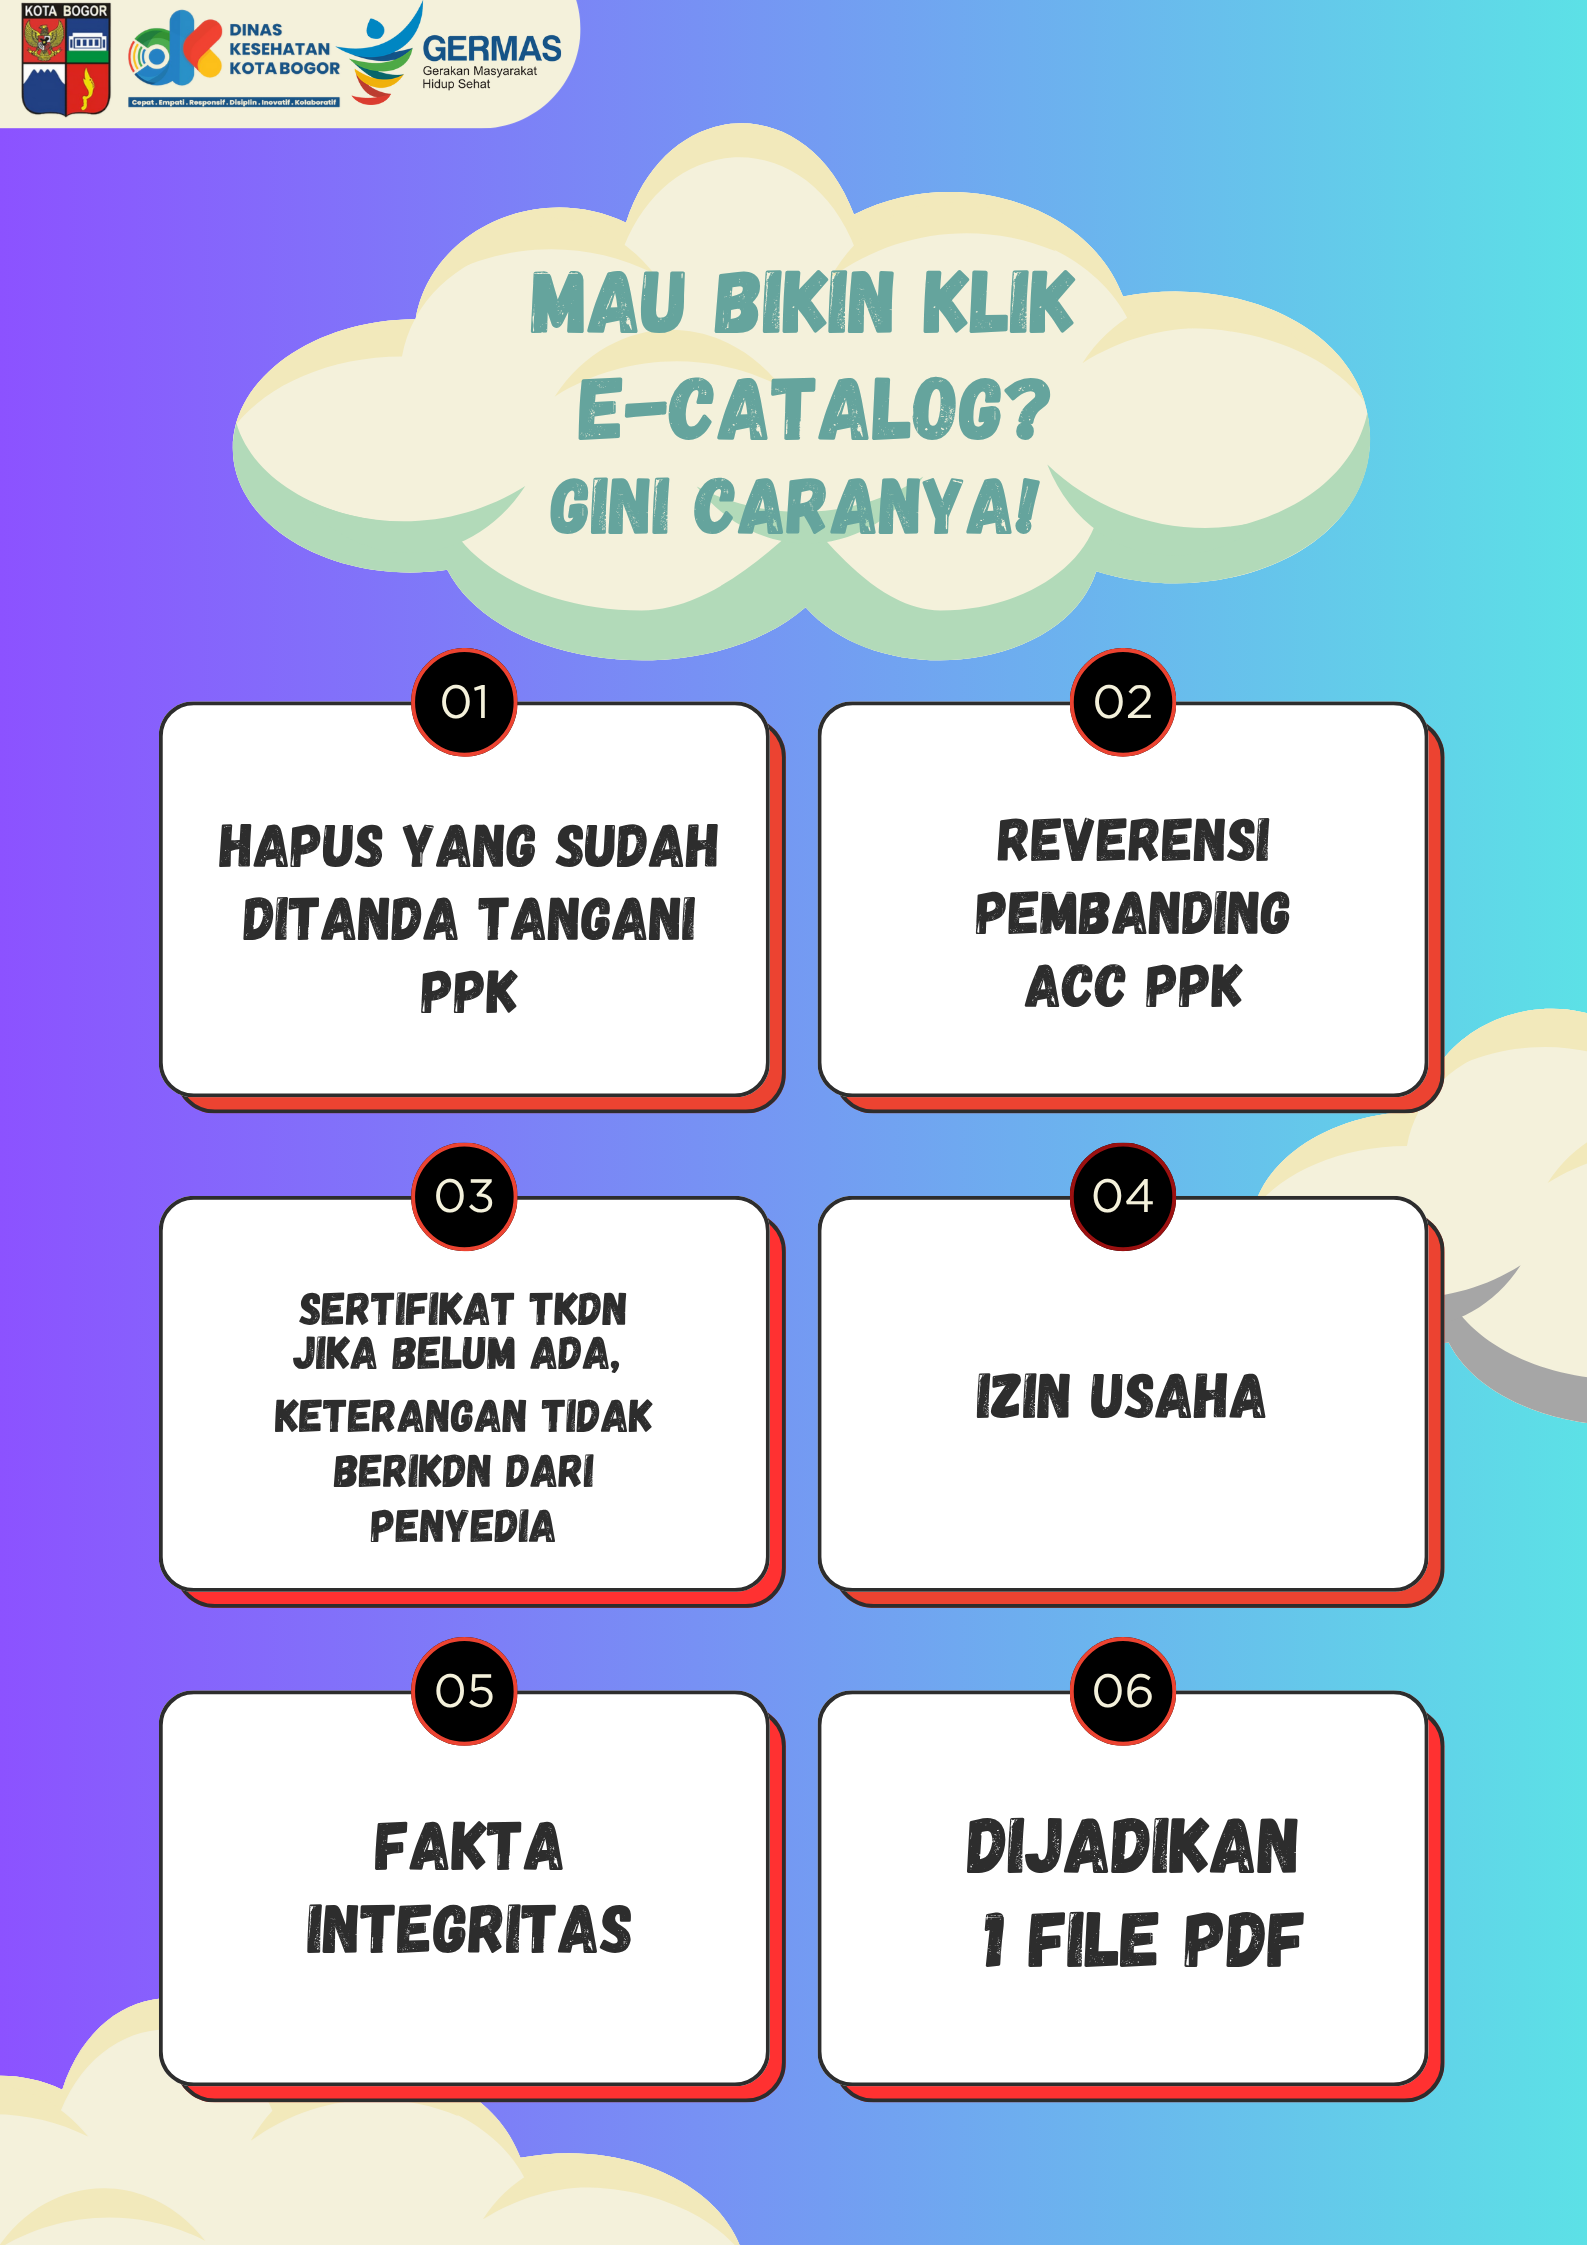 KOTA BOGOR
DINAS
KESEHATAN
KOTA BOGOR
Cepat . Empati . Responsif . Disiplin . Inovatif . Kolaboratif
GERMAS
Gerakan Masyarakat
Hidup Sehat
MAU BIKIN KLIK
E-CATALOG?
GINI CARANYA!
01
HAPUS YANG SUDAH
DITANDA TANGANI
PPK
02
REVERENSI
PEMBANDING
ACC PPK
03
SERTIFIKAT TKDN
JIKA BELUM ADA,
KETERANGAN TIDAK
BERIKDN DARI
PENYEDIA
04
IZIN USAHA
05
FAKTA
INTEGRITAS
06
DIJADIKAN
1 FILE PDF